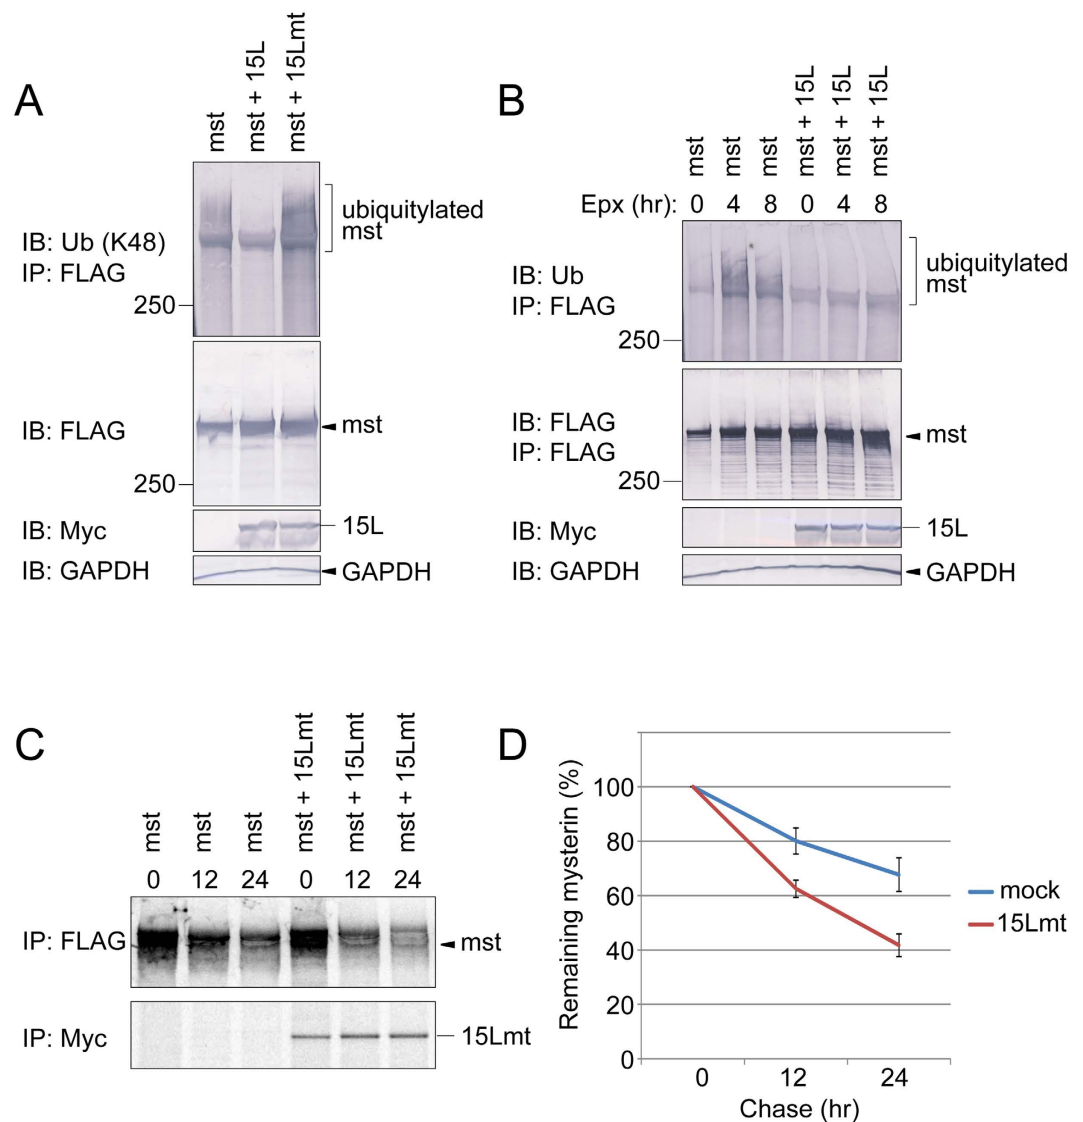 A
mst
mst + 15L
mst + 15Lmt
IB: Ub (K48)
IP: FLAG
ubiquitylated
mst
250
IB: FLAG
mst
250
IB: Myc
15L
IB: GAPDH
GAPDH
B
mst
mst
mst
mst + 15L
mst + 15L
mst + 15L
Epx (hr): 0 4 8 0 4 8
IB: Ub
IP: FLAG
ubiquitylated
mst
250
IB: FLAG
IP: FLAG
mst
250
IB: Myc
15L
IB: GAPDH
GAPDH
C
mst
mst
mst
mst + 15Lmt
mst + 15Lmt
mst + 15Lmt
0 12 24 0 12 24
IP: FLAG
mst
IP: Myc
15Lmt
D
Remaining mysterin (%)
100
80
60
40
20
0
0 12 24
Chase (hr)
mock
15Lmt